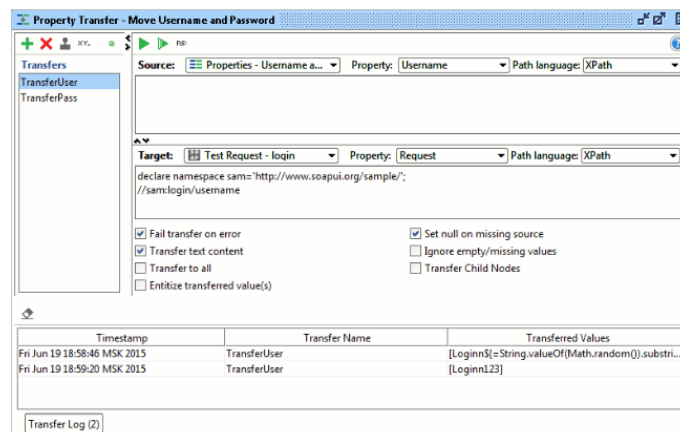 Property Transfer - Move Username and Password
XY.
ns:
Transfers
TransferUser
TransferPass
Source: Properties - Username a... Property: Username Path language: XPath
Target: Test Request - login Property: Request Path language: XPath
declare namespace sam='http://www.soapui.org/sample/';
//sam:login/username
Fail transfer on error Set null on missing source
Transfer text content Ignore empty/missing values
Transfer to all Transfer Child Nodes
Entitize transferred value(s)
Timestamp Transfer Name Transferred Values
Fri Jun 19 18:58:46 MSK 2015 TransferUser [Loginn${=String.valueOf(Math.random()).substri...
Fri Jun 19 18:59:20 MSK 2015 TransferUser [Loginn123]
Transfer Log (2)